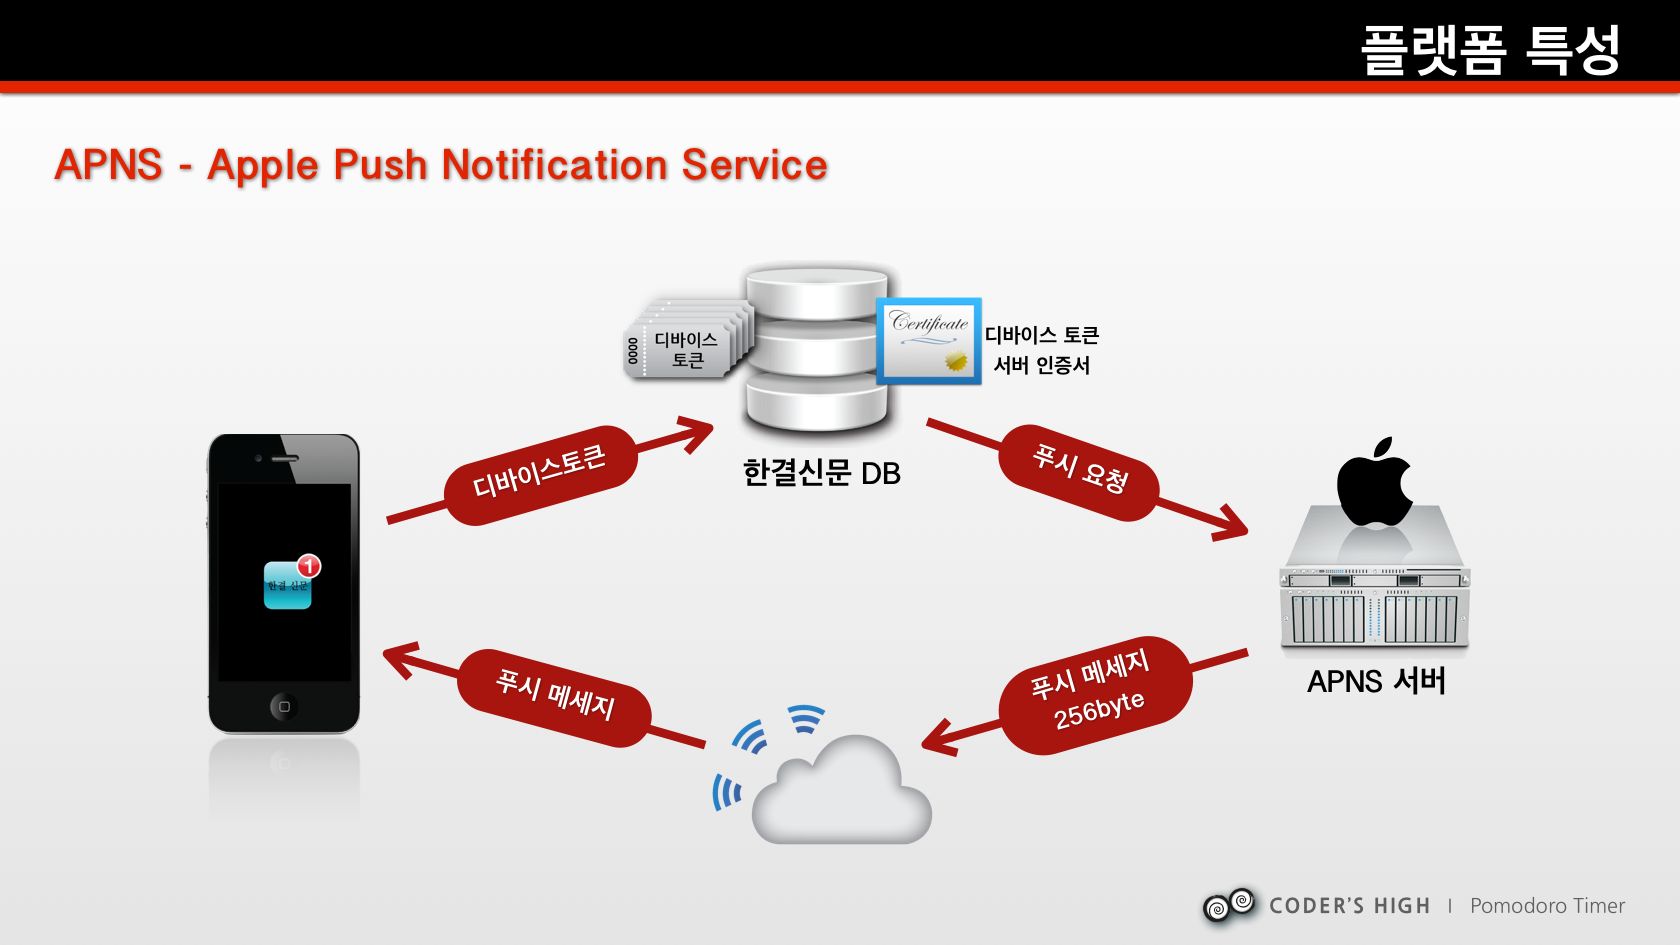 플랫폼 특성
APNS - Apple Push Notification Service
0000
디바이스
토큰
Certificate
디바이스 토큰
서버 인증서
한결신문 DB
디바이스토큰
푸시 요청
한결 신문
1
APNS 서버
푸시 메세지
푸시 메세지
256byte
CODER'S HIGH | Pomodoro Timer